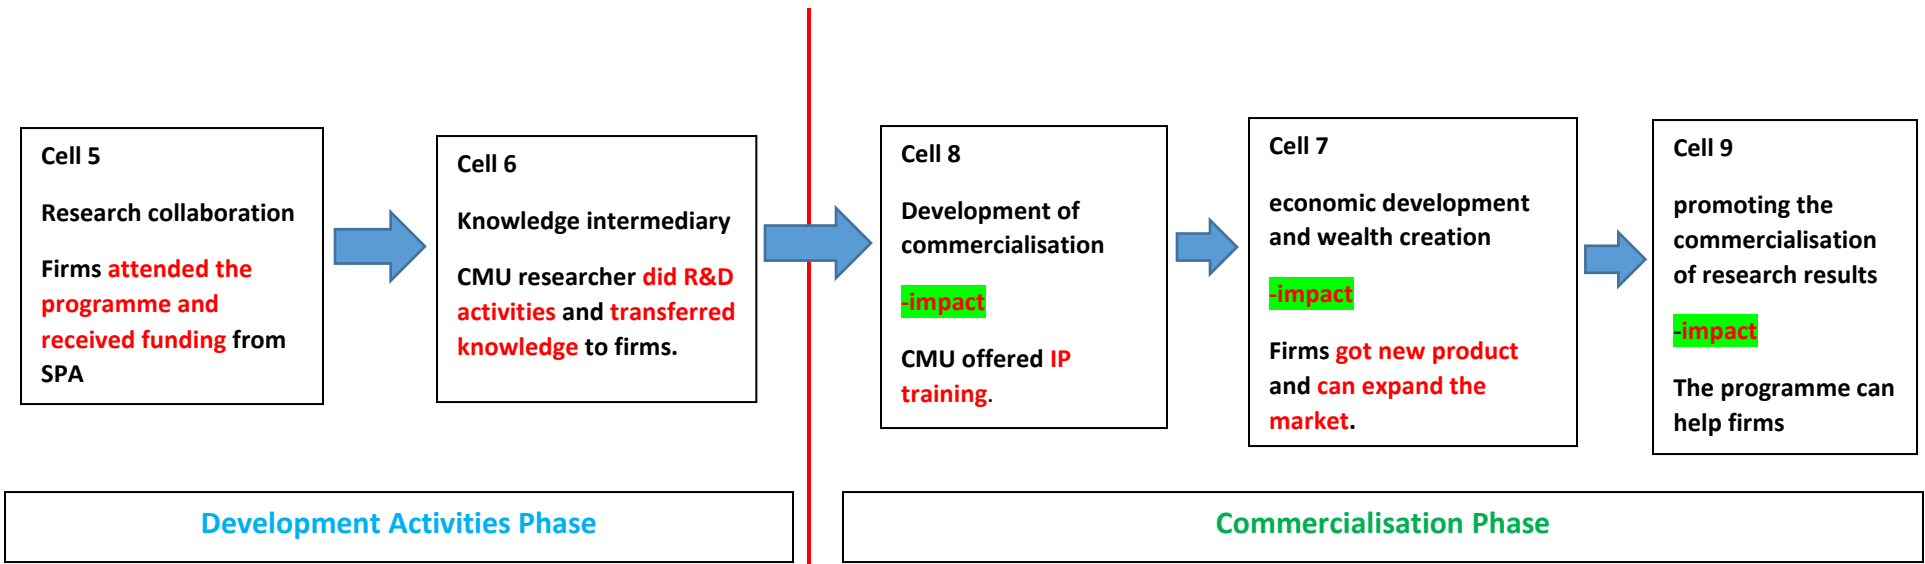 Cell 5
Research collaboration
Firms attended the
programme and
received funding from
SPA
Cell 6
Knowledge intermediary
CMU researcher did R&D
activities and transferred
knowledge to firms.
Cell 8
Development of
commercialisation
-impact
CMU offered IP
training.
Cell 7
economic development
and wealth creation
-impact
Firms got new product
and can expand the
market.
Cell 9
promoting the
commercialisation
of research results
-impact
The programme can
help firms
Development Activities Phase
Commercialisation Phase